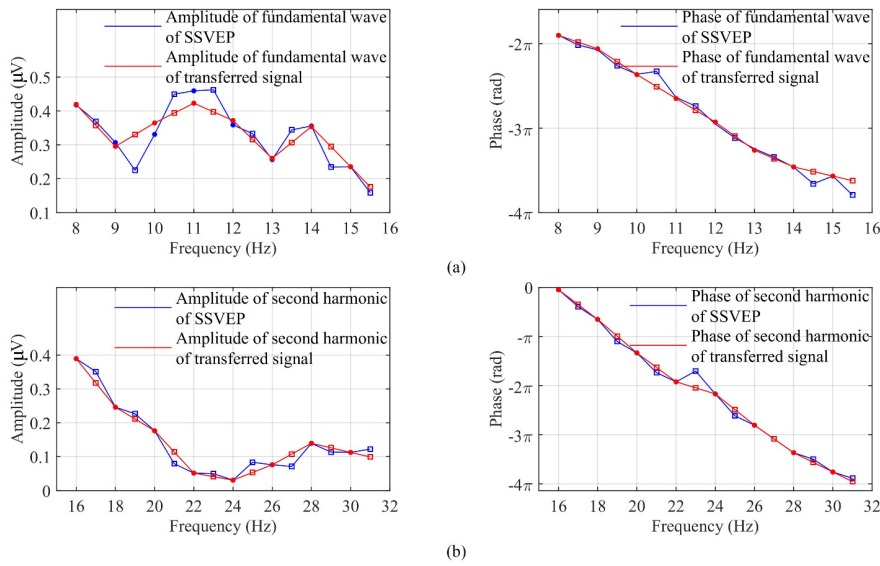 Amplitude of fundamental wave
of SSVEP
Amplitude of fundamental wave
of transferred signal
Amplitude (μV)
0.5
0.4
0.3
0.2
0.1
8 9 10 11 12 13 14 15 16
Frequency (Hz)
Phase of fundamental wave
of SSVEP
Phase of fundamental wave
of transferred signal
Phase (rad)
-2π
-3π
-4π
8 9 10 11 12 13 14 15 16
Frequency (Hz)
(a)
Amplitude of second harmonic
of SSVEP
Amplitude of second harmonic
of transferred signal
Amplitude (μV)
0.4
0.3
0.2
0.1
0
16 18 20 22 24 26 28 30 32
Frequency (Hz)
Phase of second harmonic
of SSVEP
Phase of second harmonic
of transferred signal
Phase (rad)
0
-π
-2π
-3π
-4π
16 18 20 22 24 26 28 30 32
Frequency (Hz)
(b)